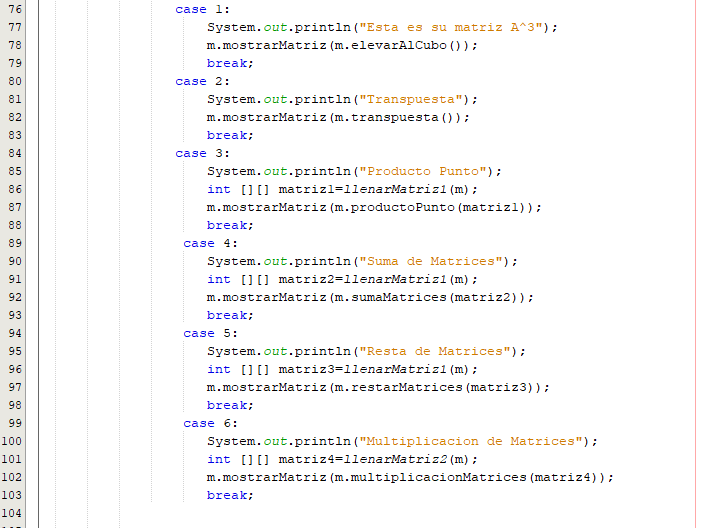 76 case 1:
77 System.out.println("Esta es su matriz A^3");
78 m.mostrarMatriz(m.elevarAlCubo());
79 break;
80 case 2:
81 System.out.println("Transpuesta");
82 m.mostrarMatriz(m.transpuesta());
83 break;
84 case 3:
85 System.out.println("Producto Punto");
86 int [][] matriz1=llenarMatriz1(m);
87 m.mostrarMatriz(m.productoPunto(matriz1));
88 break;
89 case 4:
90 System.out.println("Suma de Matrices");
91 int [][] matriz2=llenarMatriz1(m);
92 m.mostrarMatriz(m.sumaMatrices(matriz2));
93 break;
94 case 5:
95 System.out.println("Resta de Matrices");
96 int [][] matriz3=llenarMatriz1(m);
97 m.mostrarMatriz(m.restarMatrices(matriz3));
98 break;
99 case 6:
100 System.out.println("Multiplicacion de Matrices");
101 int [][] matriz4=llenarMatriz2(m);
102 m.mostrarMatriz(m.multiplicacionMatrices(matriz4));
103 break;
104